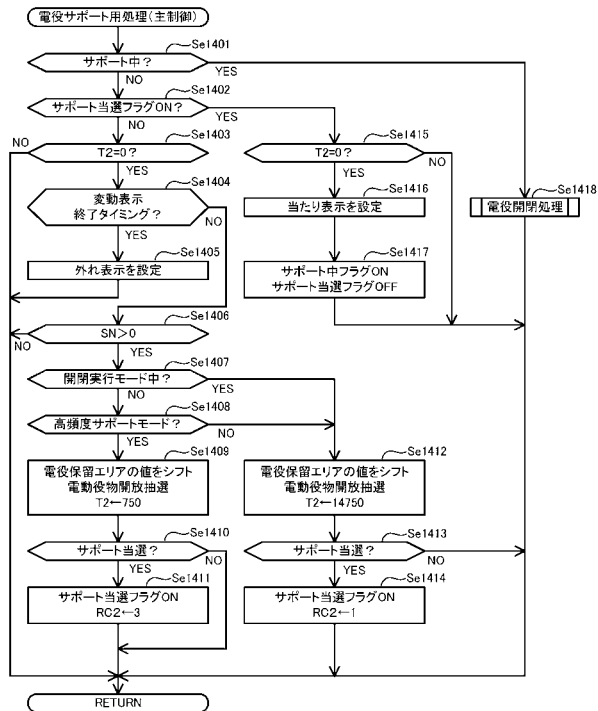 電役サポート用処理(主制御)
Se1401
サポート中?
YES
NO
Se1402
サポート当選フラグON?
YES
NO
Se1403
NO
T2=0?
YES
Se1404
変動表示
終了タイミング?
NO
YES
Se1405
外れ表示を設定
Se1415
T2=0?
NO
YES
Se1416
当たり表示を設定
Se1417
サポート中フラグON
サポート当選フラグOFF
Se1418
電役開閉処理
Se1406
SN>0
NO
YES
Se1407
開閉実行モード中?
YES
NO
Se1408
高頻度サポートモード?
NO
YES
Se1409
電役保留エリアの値をシフト
電動役物開放抽選
T2←750
Se1410
サポート当選?
NO
YES
Se1411
サポート当選フラグON
RC2←3
Se1412
電役保留エリアの値をシフト
電動役物開放抽選
T2←14750
Se1413
サポート当選?
NO
YES
Se1414
サポート当選フラグON
RC2←1
RETURN